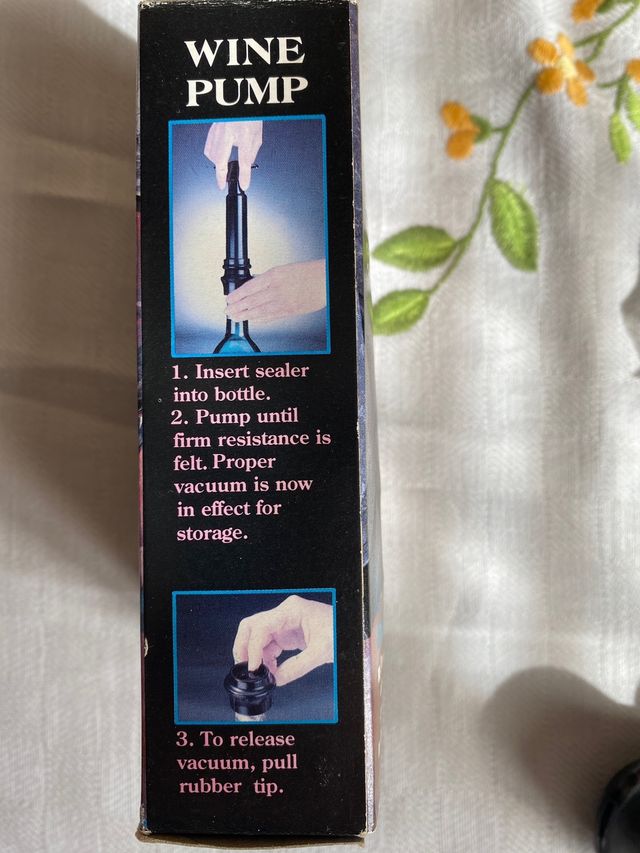 WINE
PUMP
1. Insert sealer
into bottle.
2. Pump until
firm resistance is
felt. Proper
vacuum is now
in effect for
storage.
3. To release
vacuum, pull
rubber tip.